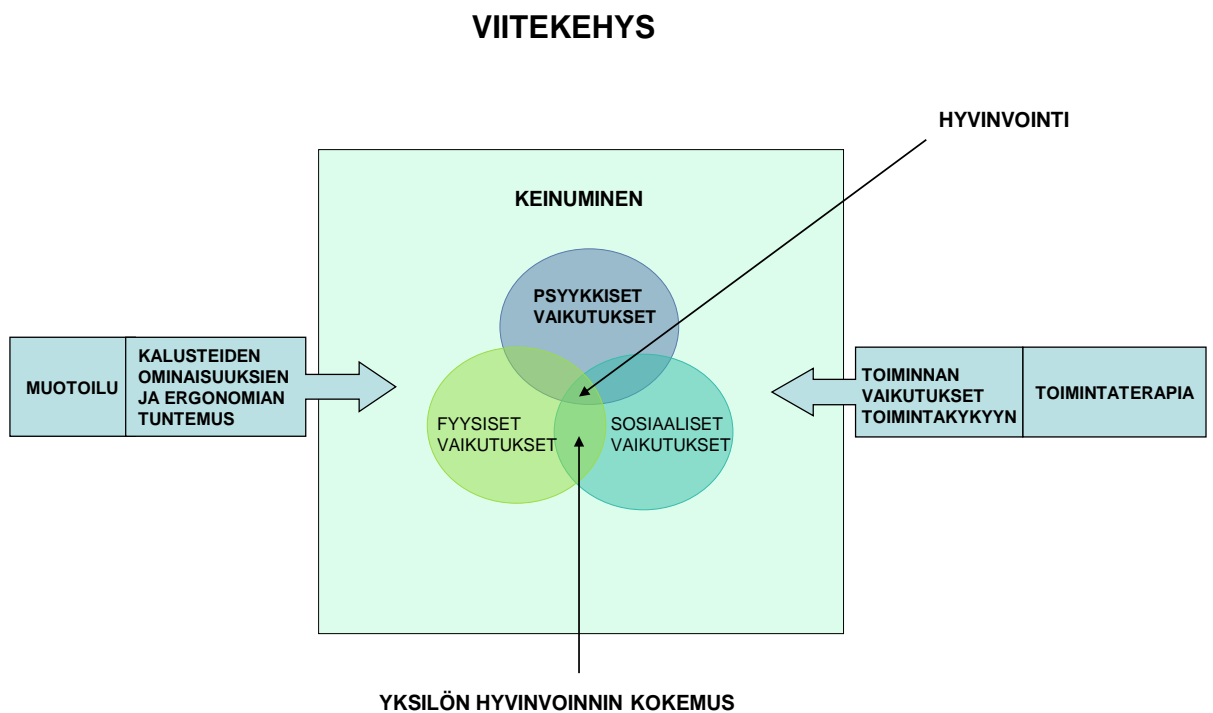 VIITEKEHYS
HYVINVOINTI
KEINUMINEN
PSYYKKISET
VAIKUTUKSET
MUOTOILU
KALUSTEIDEN
OMINAISUUKSIEN
JA ERGONOMIAN
TUNTEMUS
FYYSISET
VAIKUTUKSET
SOSIAALISET
VAIKUTUKSET
TOIMINNAN
VAIKUTUKSET
TOIMINTAKYKYYN
TOIMINTATERAPIA
YKSILÖN HYVINVOINNIN KOKEMUS